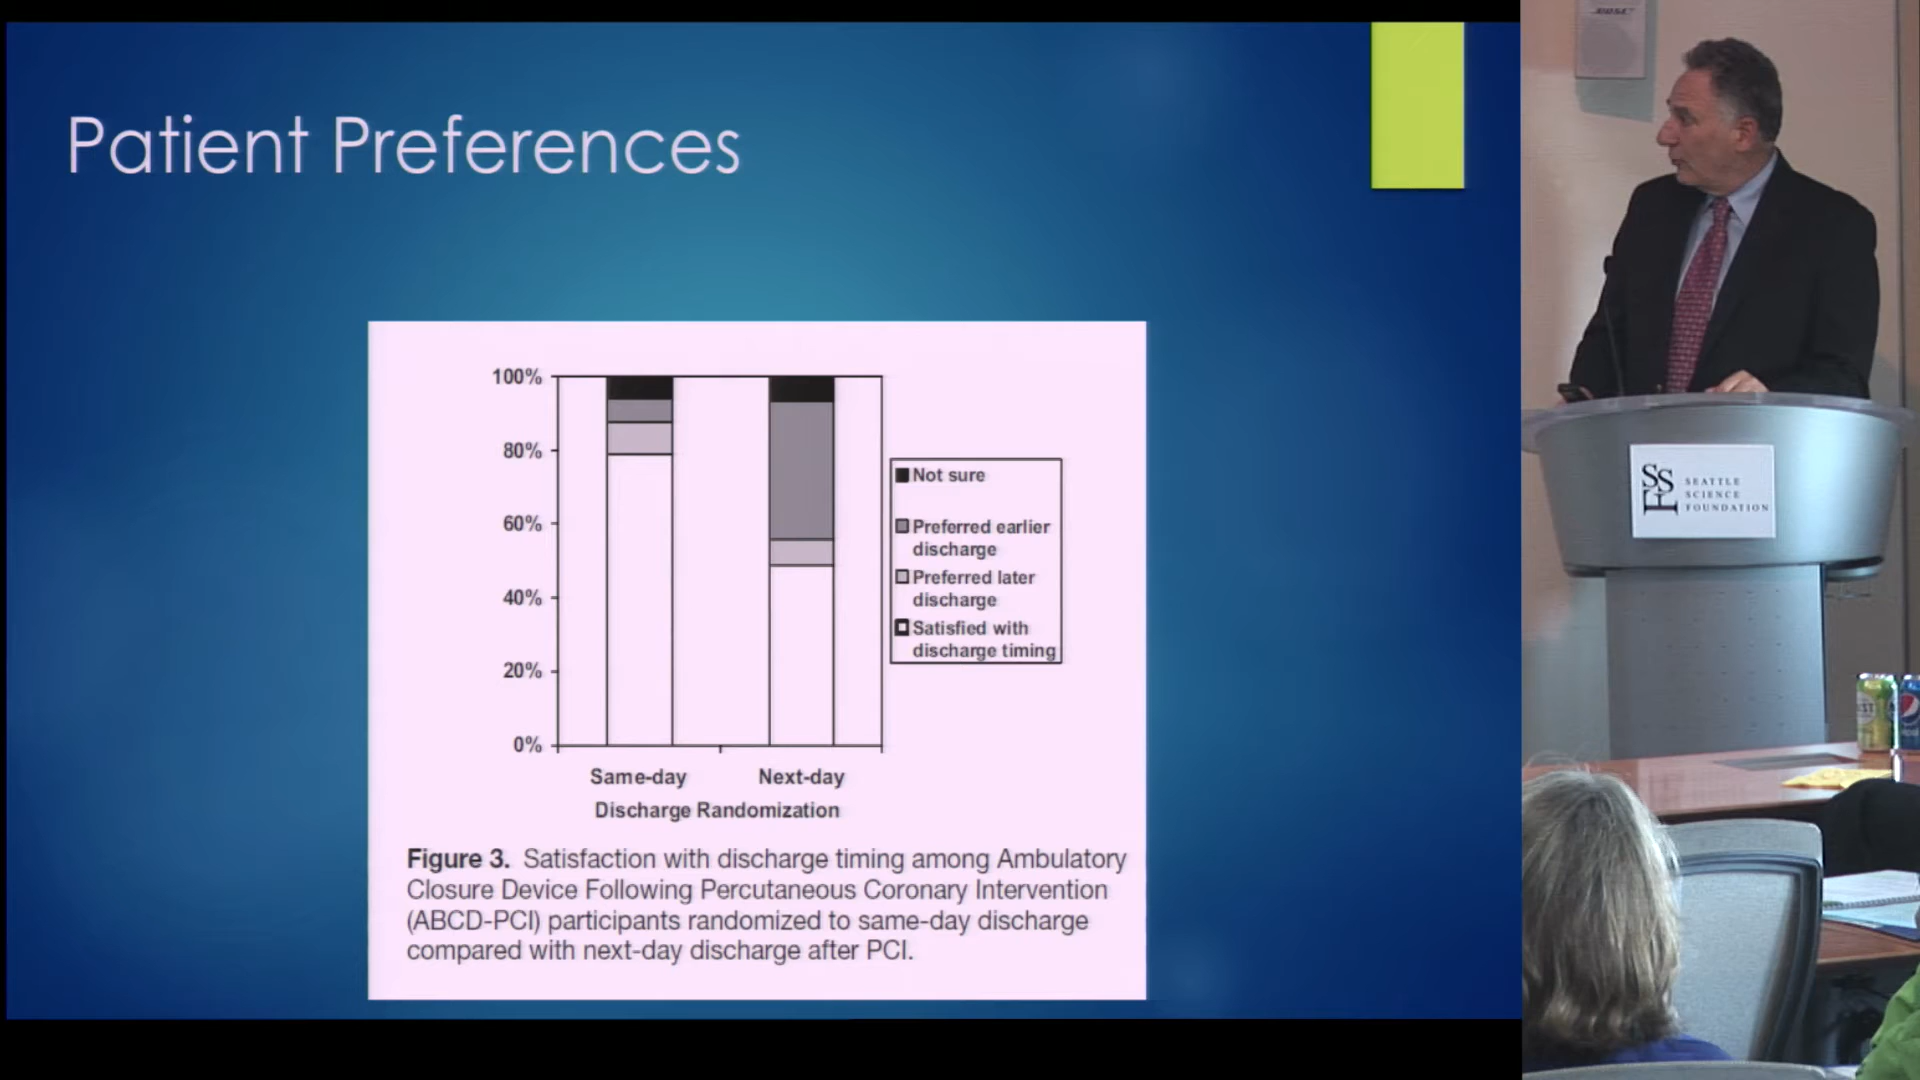 Patient Preferences
100%
80%
60%
40%
20%
0%
Same-day Next-day
Discharge Randomization
Not sure
Preferred earlier
discharge
Preferred later
discharge
Satisfied with
discharge timing
Figure 3. Satisfaction with discharge timing among Ambulatory
Closure Device Following Percutaneous Coronary Intervention
(ABCD-PCI) participants randomized to same-day discharge
compared with next-day discharge after PCI.
BOSE
SSF
SEATTLE
SCIENCE
FOUNDATION